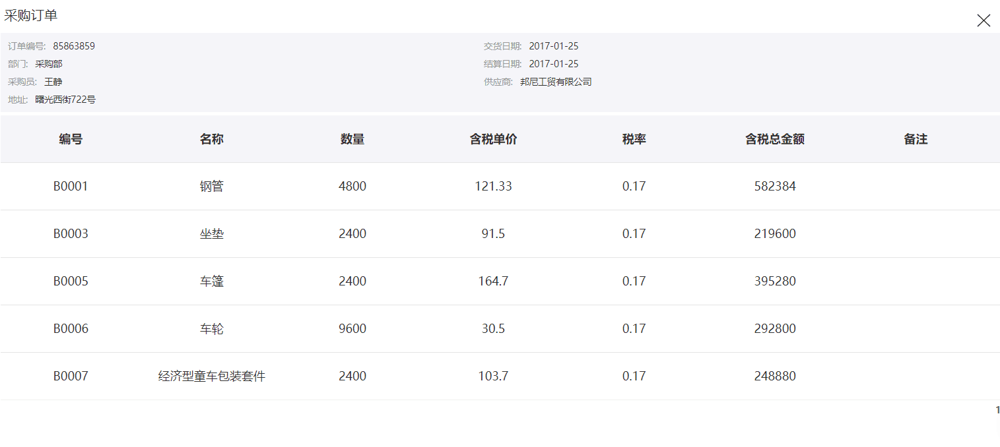 采购订单
订单编号: 85863859 交货日期: 2017-01-25
部门: 采购部 结算日期: 2017-01-25
采购员: 王静 供应商: 邦尼工贸有限公司
地址: 曙光西街722号
编号 名称 数量 含税单价 税率 含税总金额 备注
B0001 钢管 4800 121.33 0.17 582384
B0003 坐垫 2400 91.5 0.17 219600
B0005 车篷 2400 164.7 0.17 395280
B0006 车轮 9600 30.5 0.17 292800
B0007 经济型童车包装套件 2400 103.7 0.17 248880
1